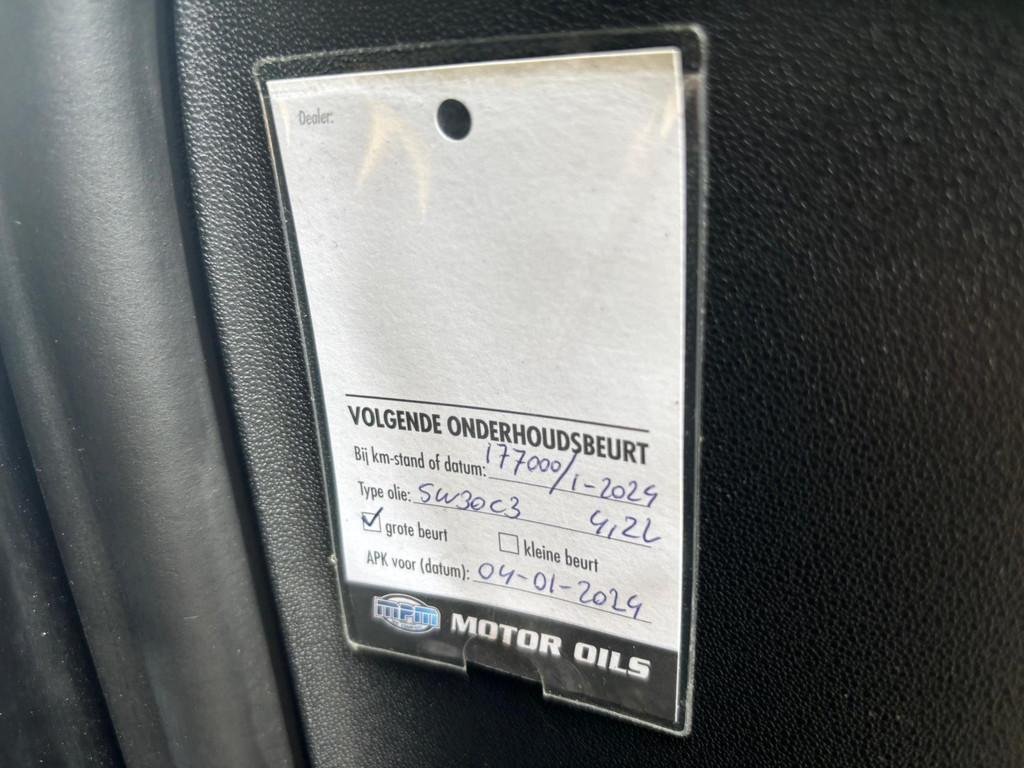 Dealer:
VOLGENDE ONDERHOUDSBEURT
Bij km-stand of datum: 177000/1-2024
Type olie: 5W30C3 4,2L
grote beurt kleine beurt
APK voor (datum): 04-01-2024
mpm MOTOR OILS